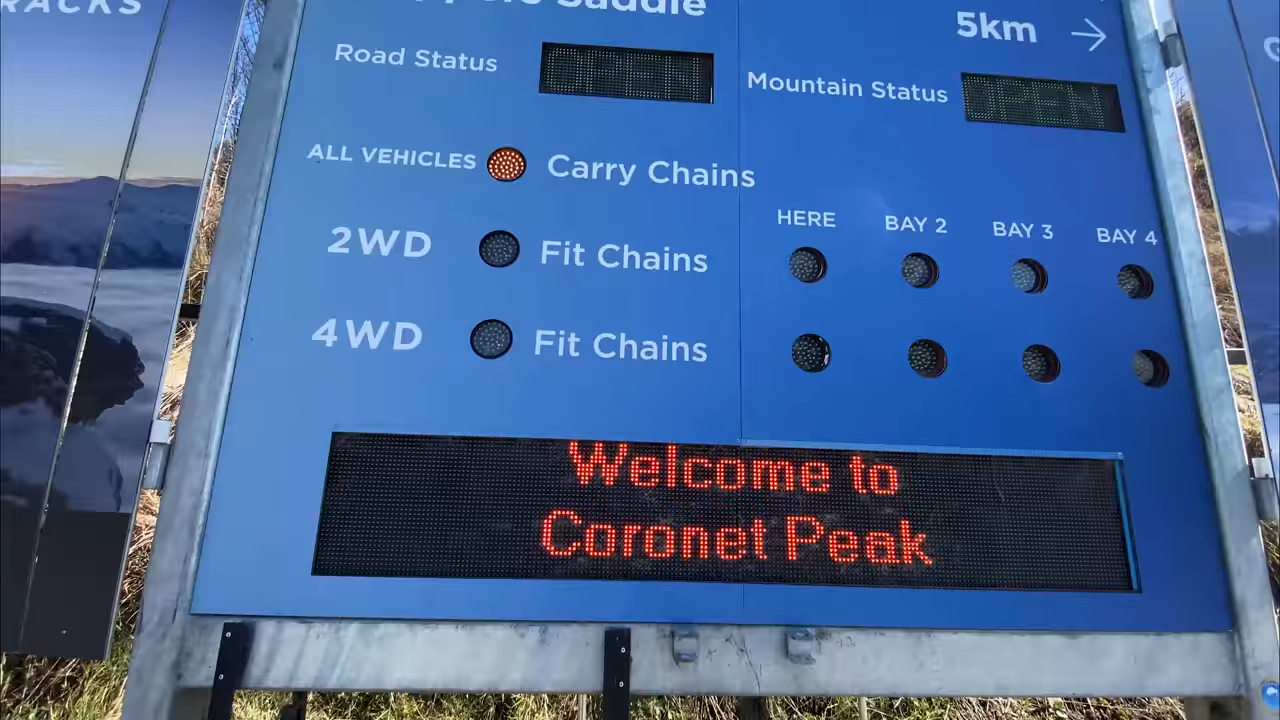 RACKS
Saddle
5km
Road Status OPEN
Mountain Status OPEN
ALL VEHICLES Carry Chains
HERE BAY 2 BAY 3 BAY 4
2WD Fit Chains
4WD Fit Chains
Welcome to
Coronet Peak